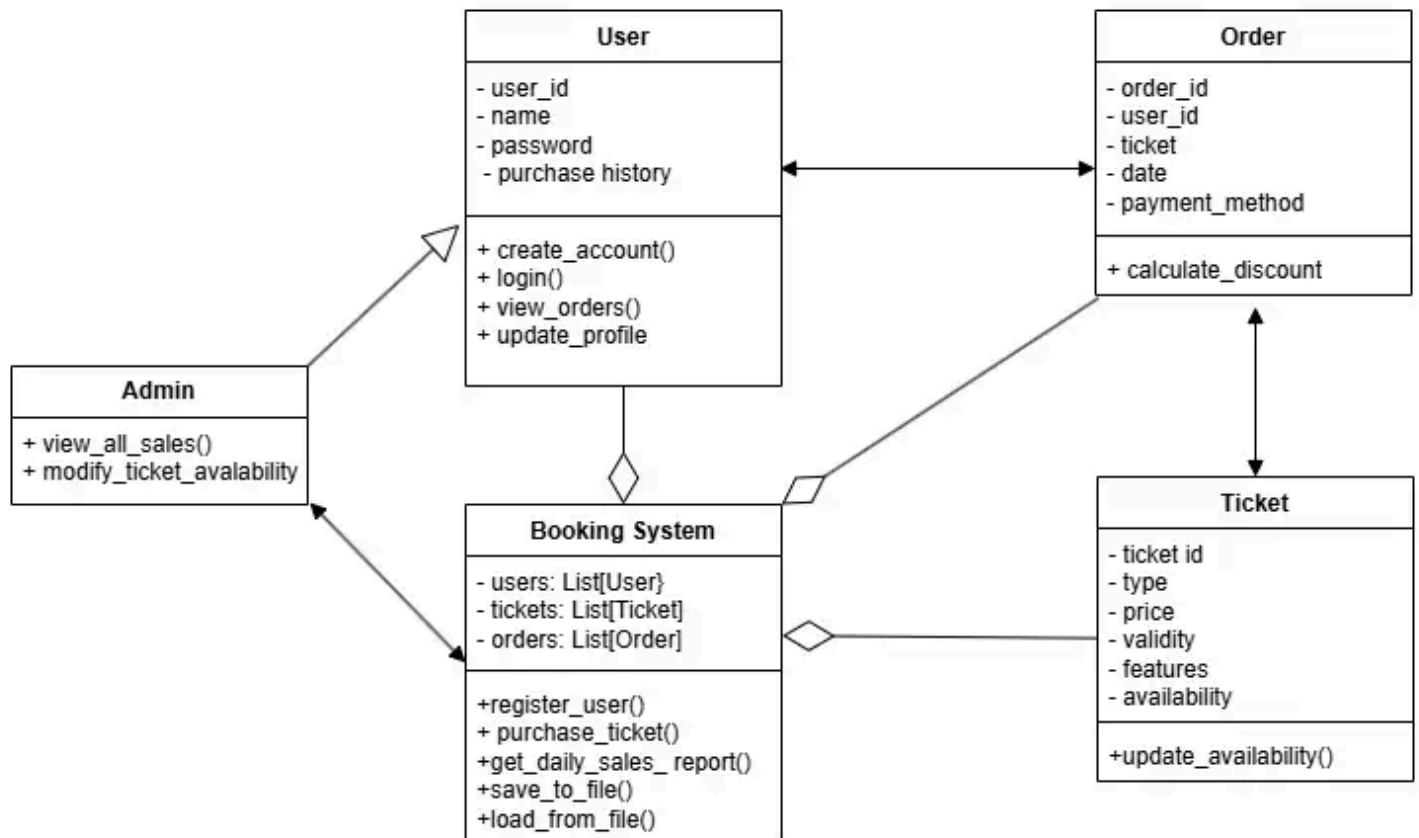 User
- user_id
- name
- password
- purchase history
+ create_account()
+ login()
+ view_orders()
+ update_profile
Order
- order_id
- user_id
- ticket
- date
- payment_method
+ calculate_discount
Admin
+ view_all_sales()
+ modify_ticket_avalability
Booking System
- users: List[User}
- tickets: List[Ticket]
- orders: List[Order]
+register_user()
+ purchase_ticket()
+get_daily_sales_ report()
+save_to_file()
+load_from_file()
Ticket
- ticket id
- type
- price
- validity
- features
- availability
+update_availability()